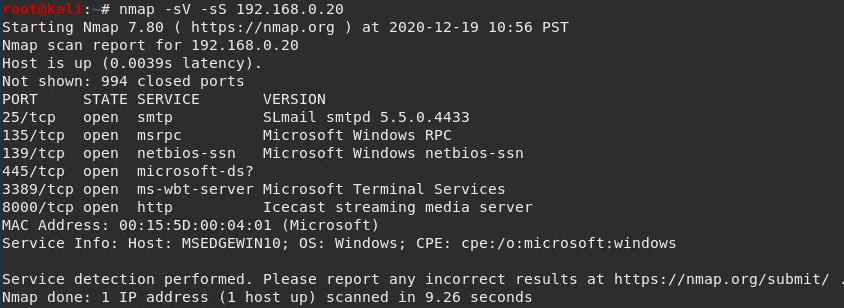 root@kali:~# nmap -sV -sS 192.168.0.20
Starting Nmap 7.80 ( https://nmap.org ) at 2020-12-19 10:56 PST
Nmap scan report for 192.168.0.20
Host is up (0.0039s latency).
Not shown: 994 closed ports
PORT     STATE SERVICE       VERSION
25/tcp   open  smtp          SLmail smtpd 5.5.0.4433
135/tcp  open  msrpc         Microsoft Windows RPC
139/tcp  open  netbios-ssn   Microsoft Windows netbios-ssn
445/tcp  open  microsoft-ds?
3389/tcp open  ms-wbt-server Microsoft Terminal Services
8000/tcp open  http          Icecast streaming media server
MAC Address: 00:15:5D:00:04:01 (Microsoft)
Service Info: Host: MSEDGEWIN10; OS: Windows; CPE: cpe:/o:microsoft:windows

Service detection performed. Please report any incorrect results at https://nmap.org/submit/ .
Nmap done: 1 IP address (1 host up) scanned in 9.26 seconds